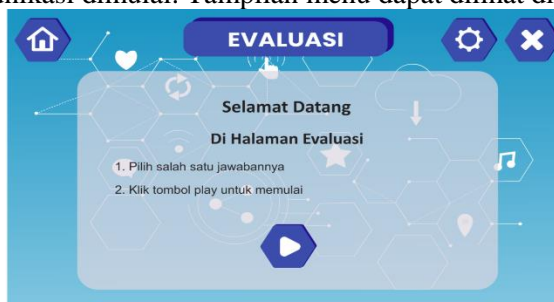 EVALUASI
Selamat Datang
Di Halaman Evaluasi
1. Pilih salah satu jawabannya
2. Klik tombol play untuk memulai